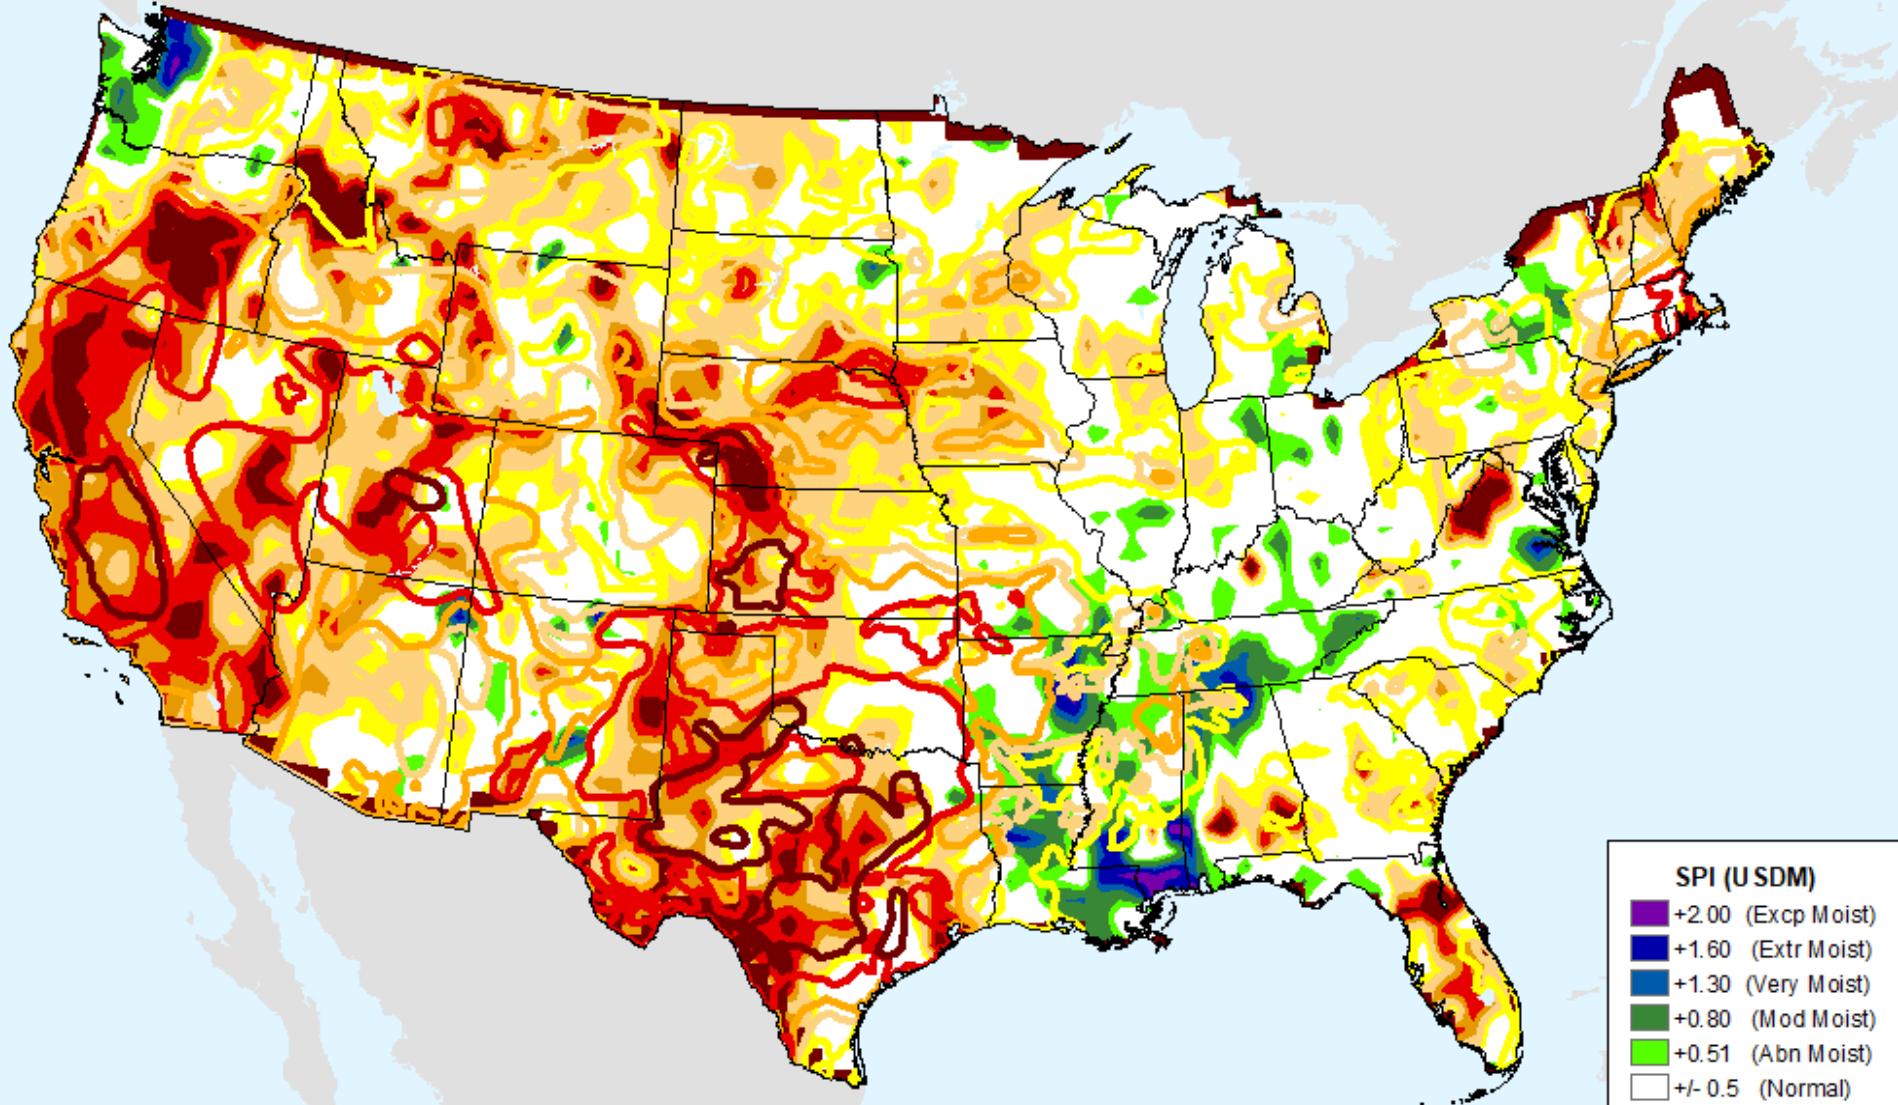 SPI (USDM)
+2.00 (Excp Moist)
+1.60 (Extr Moist)
+1.30 (Very Moist)
+0.80 (Mod Moist)
+0.51 (Abn Moist)
+/- 0.5 (Normal)